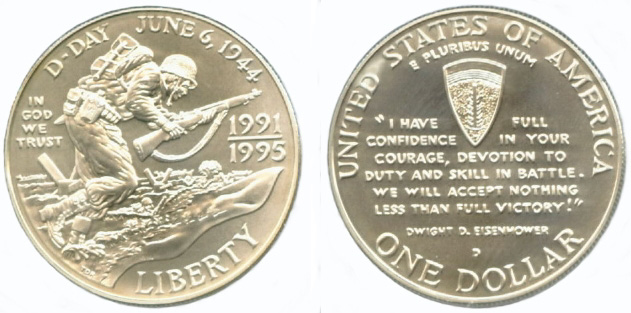 D-DAY JUNE 6, 1944
IN
GOD
WE
TRUST
1991
1995
LIBERTY
UNITED STATES OF AMERICA
E PLURIBUS UNUM
"I HAVE FULL
CONFIDENCE IN YOUR
COURAGE, DEVOTION TO
DUTY AND SKILL IN BATTLE.
WE WILL ACCEPT NOTHING
LESS THAN FULL VICTORY!"
DWIGHT D. EISENHOWER
D
ONE DOLLAR